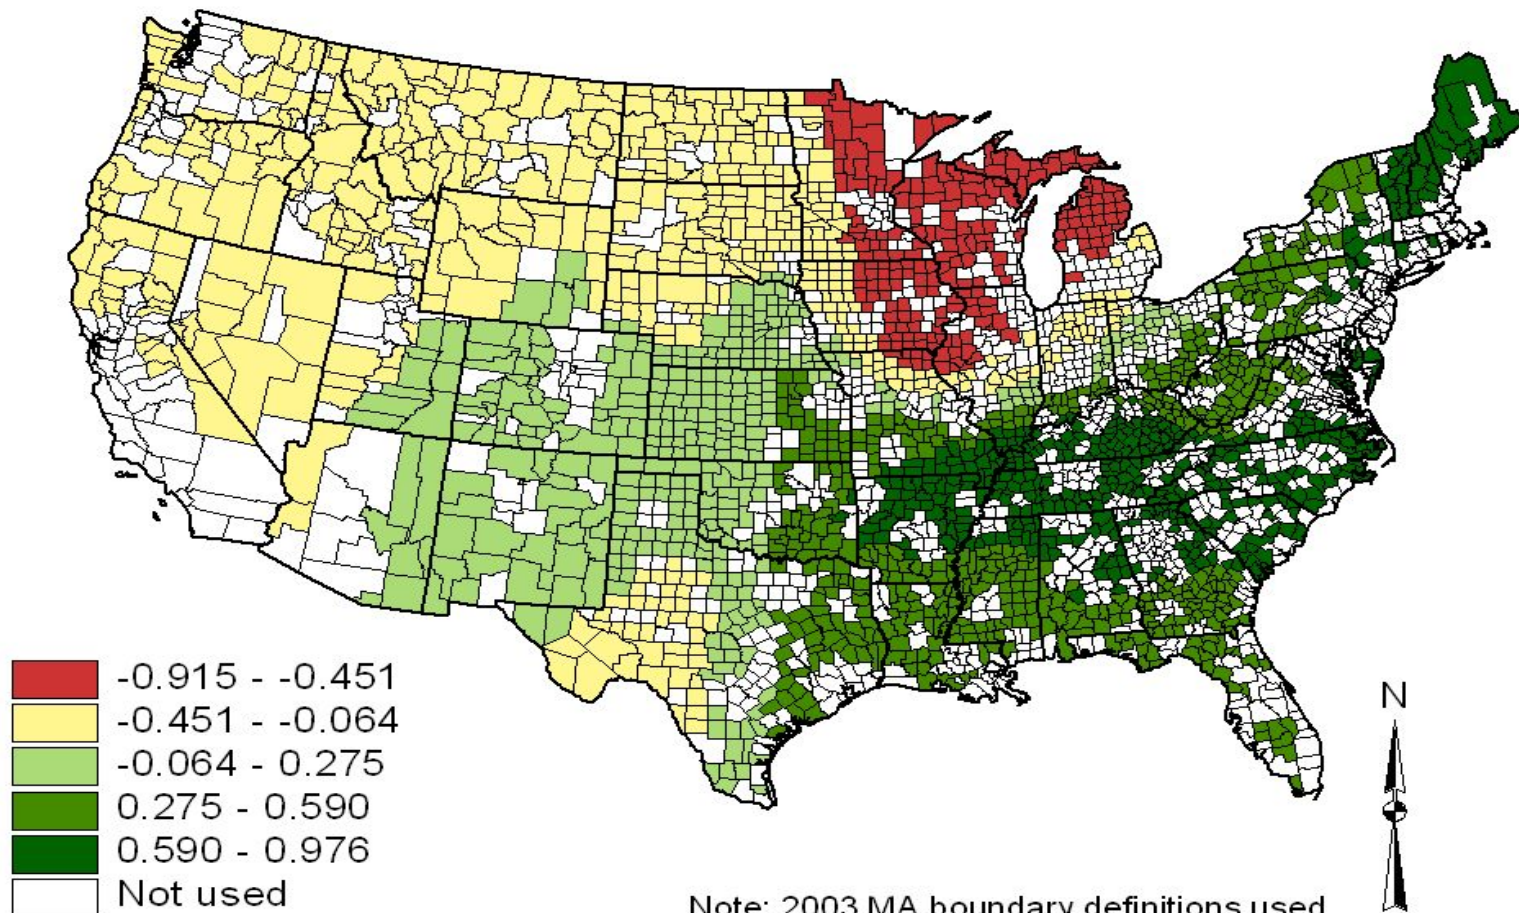 -0.915 - -0.451
-0.451 - -0.064
-0.064 - 0.275
0.275 - 0.590
0.590 - 0.976
Not used
N
Note: 2003 MA boundary definitions used